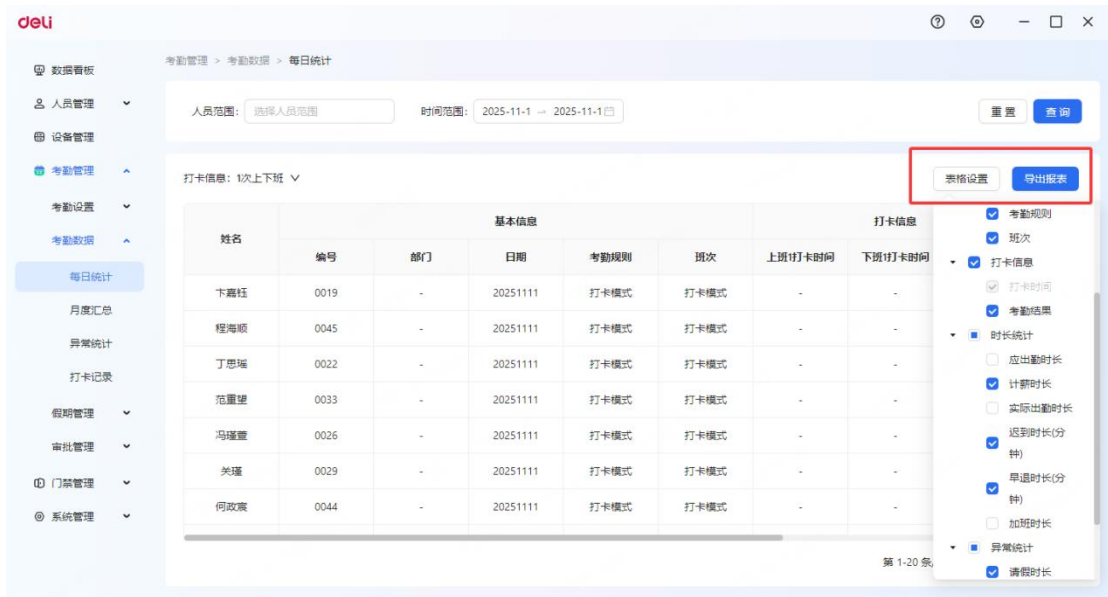 deli
数据看板
人员管理
设备管理
考勤管理
考勤设置
考勤数据
每日统计
月度汇总
异常统计
打卡记录
假期管理
审批管理
门禁管理
系统管理
考勤管理 > 考勤数据 > 每日统计
人员范围： 选择人员范围 时间范围： 2025-11-1 → 2025-11-1 重置 查询
打卡信息：1次上下班 表格设置 导出报表
姓名 基本信息 打卡信息
编号 部门 日期 考勤规则 班次 上班1打卡时间 下班1打卡时间
卞嘉钰 0019 - 20251111 打卡模式 打卡模式 - -
程海顺 0045 - 20251111 打卡模式 打卡模式 - -
丁思瑶 0022 - 20251111 打卡模式 打卡模式 - -
范重望 0033 - 20251111 打卡模式 打卡模式 - -
冯瑾萱 0026 - 20251111 打卡模式 打卡模式 - -
关瑾 0029 - 20251111 打卡模式 打卡模式 - -
何政宸 0044 - 20251111 打卡模式 打卡模式 - -
第 1-20 条
考勤规则
班次
打卡信息
打卡时间
考勤结果
时长统计
应出勤时长
计薪时长
实际出勤时长
迟到时长(分
钟)
早退时长(分
钟)
加班时长
异常统计
请假时长